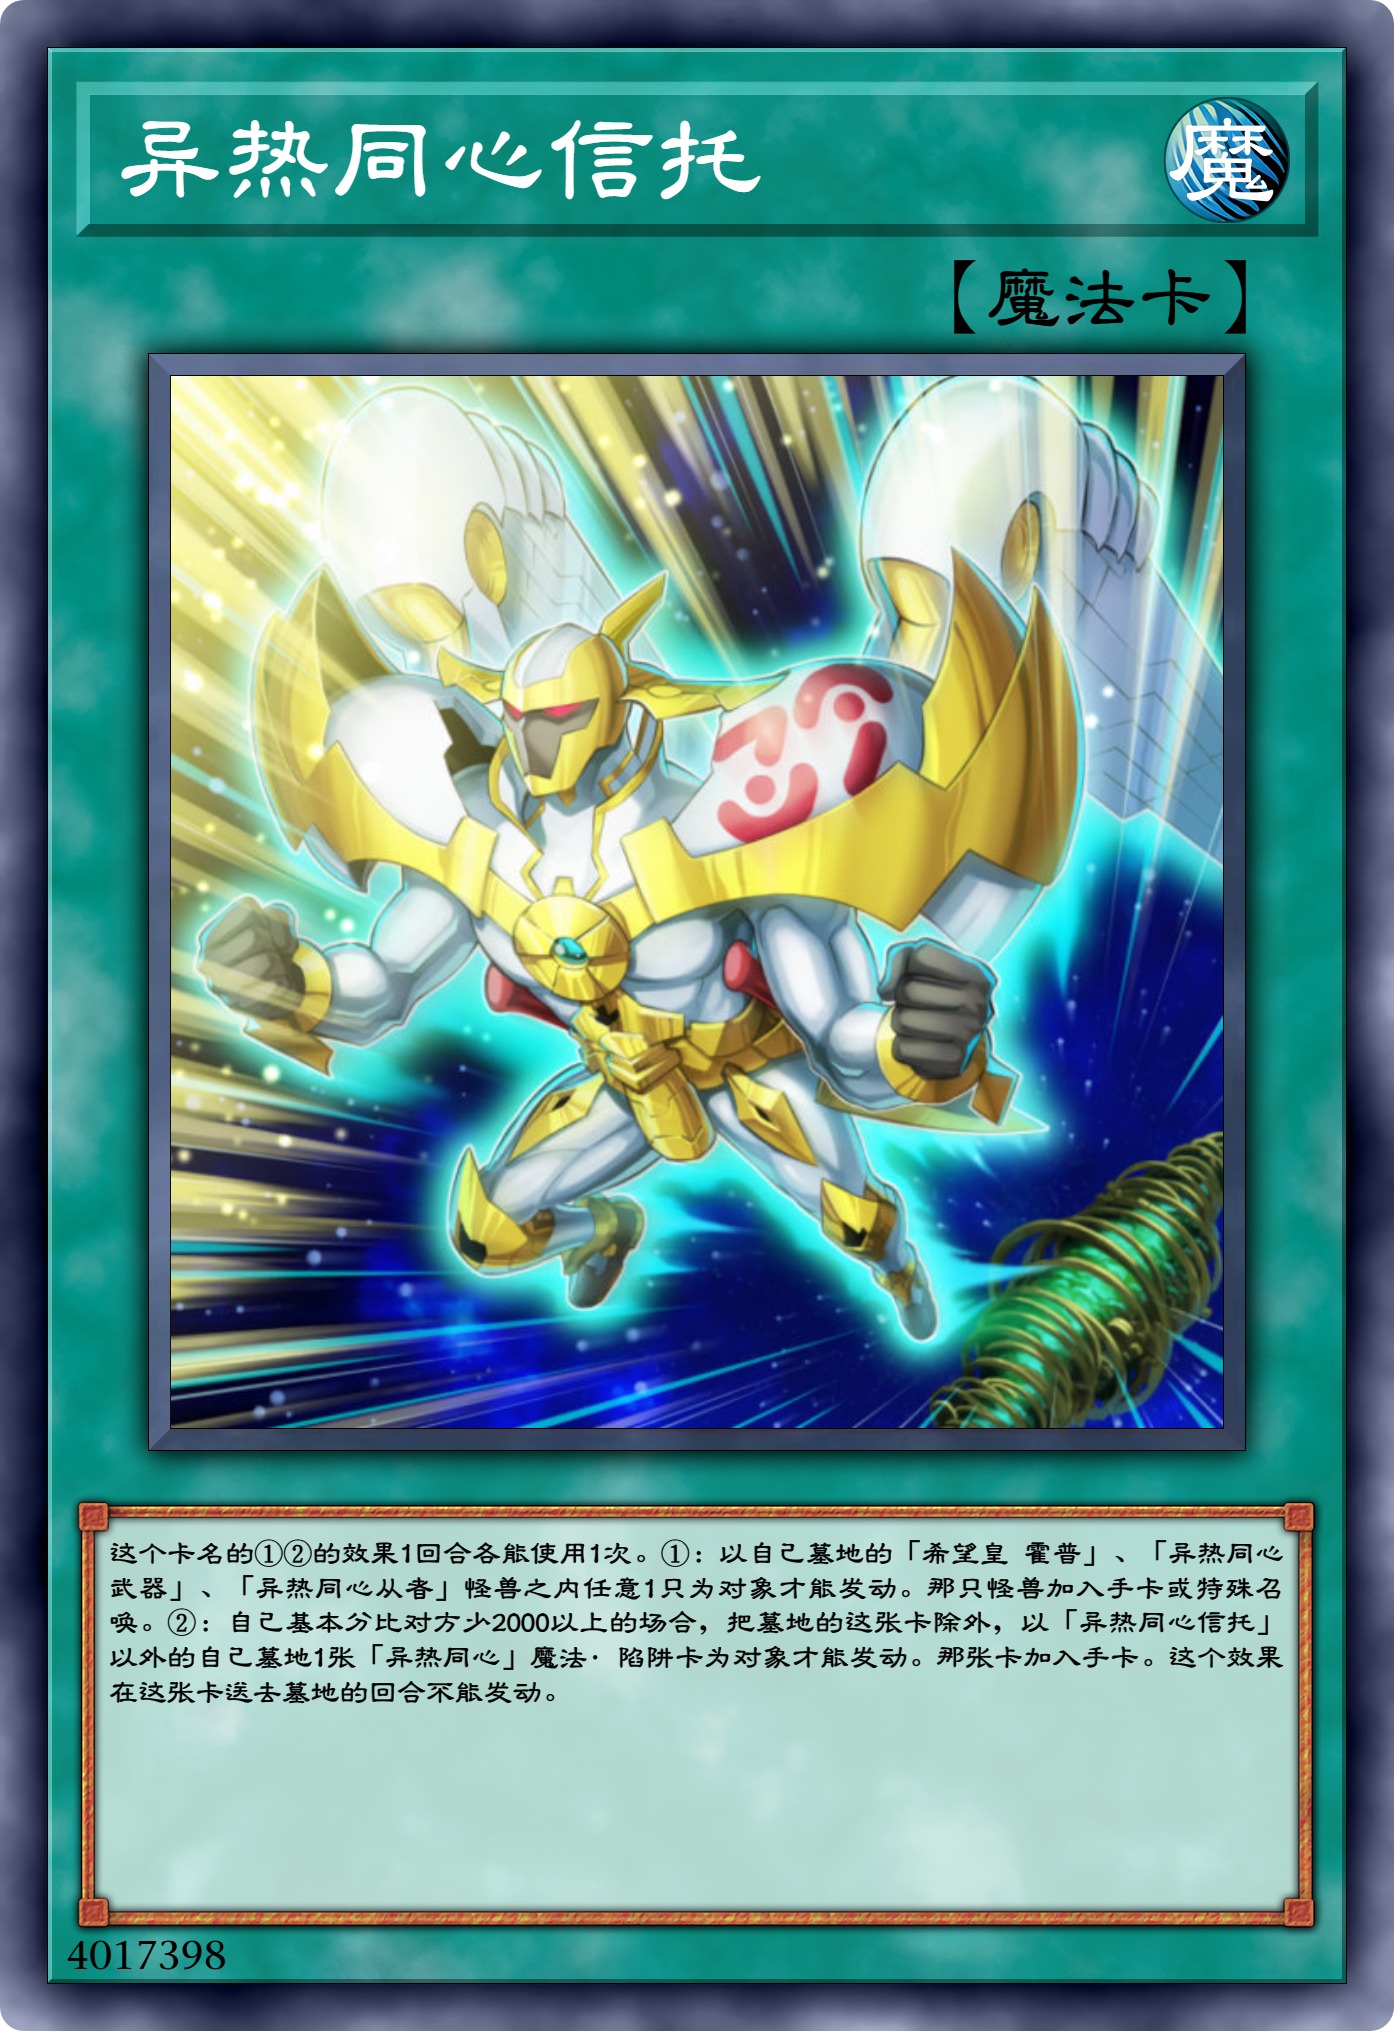 异热同心信托
魔
【魔法卡】
这个卡名的①②的效果1回合各能使用1次。①：以自己墓地的「希望皇 霍普」、「异热同心
武器」、「异热同心从者」怪兽之内任意1只为对象才能发动。那只怪兽加入手卡或特殊召
唤。②：自己基本分比对方少2000以上的场合，把墓地的这张卡除外，以「异热同心信托」
以外的自己墓地1张「异热同心」魔法·陷阱卡为对象才能发动。那张卡加入手卡。这个效果
在这张卡送去墓地的回合不能发动。
4017398